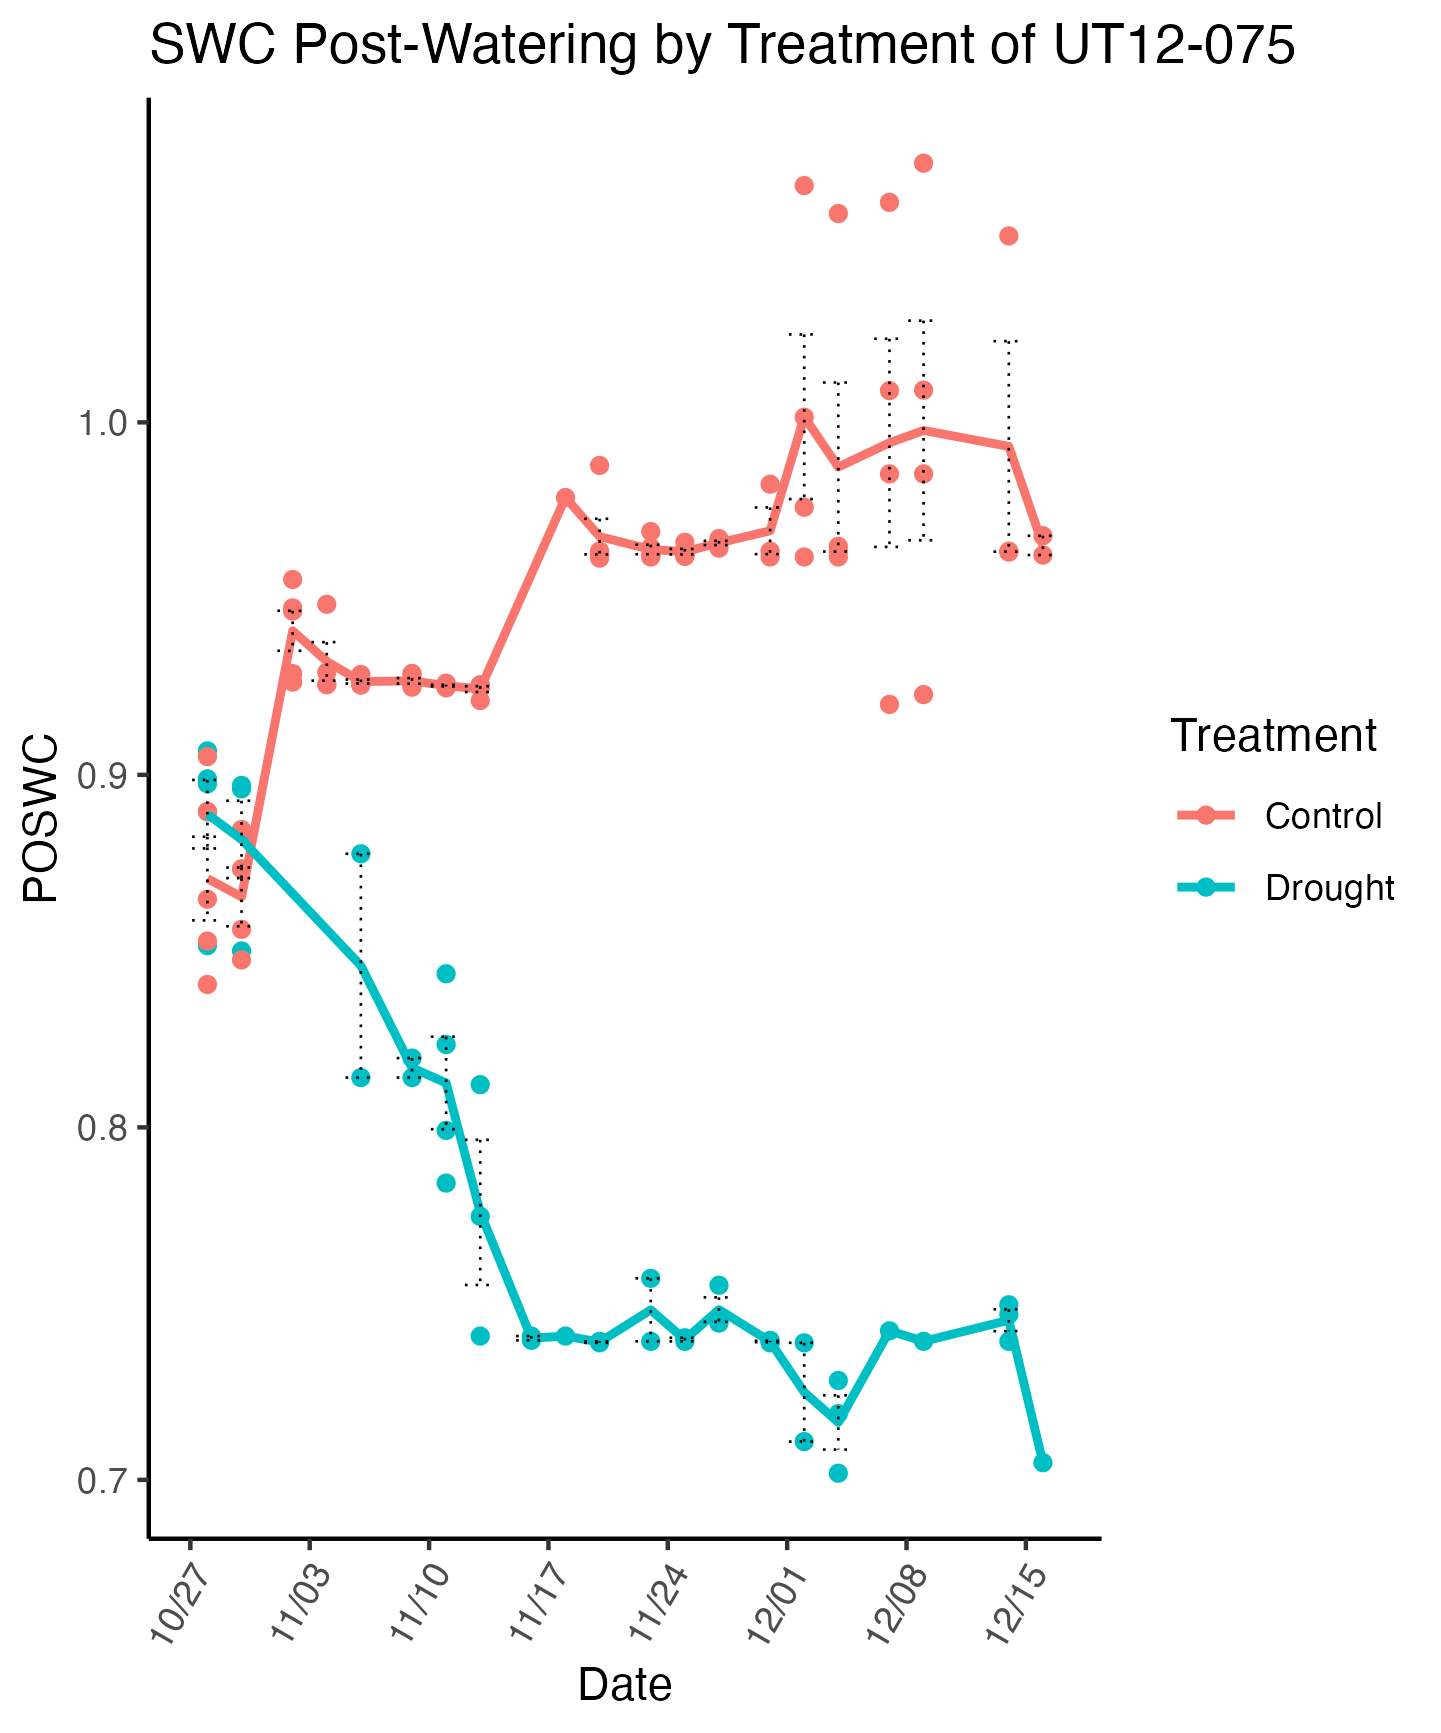 SWC Post-Watering by Treatment of UT12-075
POSWC
1.0
0.9
0.8
0.7
10/27
11/03
11/10
11/17
11/24
12/01
12/08
12/15
Date
Treatment
Control
Drought